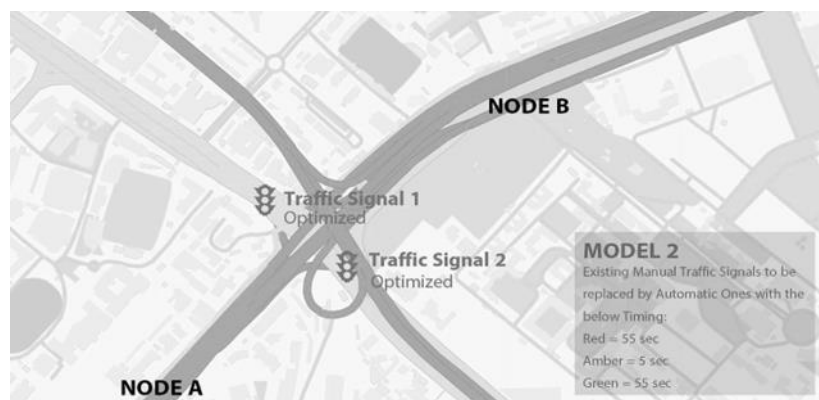 NODE B
Traffic Signal 1
Optimized
Traffic Signal 2
Optimized
MODEL 2
Existing Manual Traffic Signals to be
replaced by Automatic Ones with the
below Timing:
Red = 55 sec
Amber = 5 sec
Green = 55 sec
NODE A